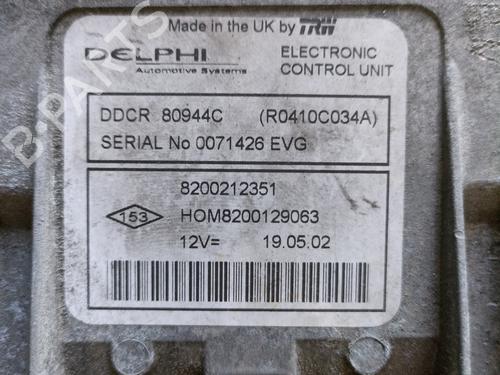 Made in the UK by TRW
DELPHI
Automotive Systems
ELECTRONIC
CONTROL UNIT
DDCR 80944C (R0410C034A)
SERIAL No 0071426 EVG
8200212351
153
HOM8200129063
12V= 19.05.02
B-PARTS